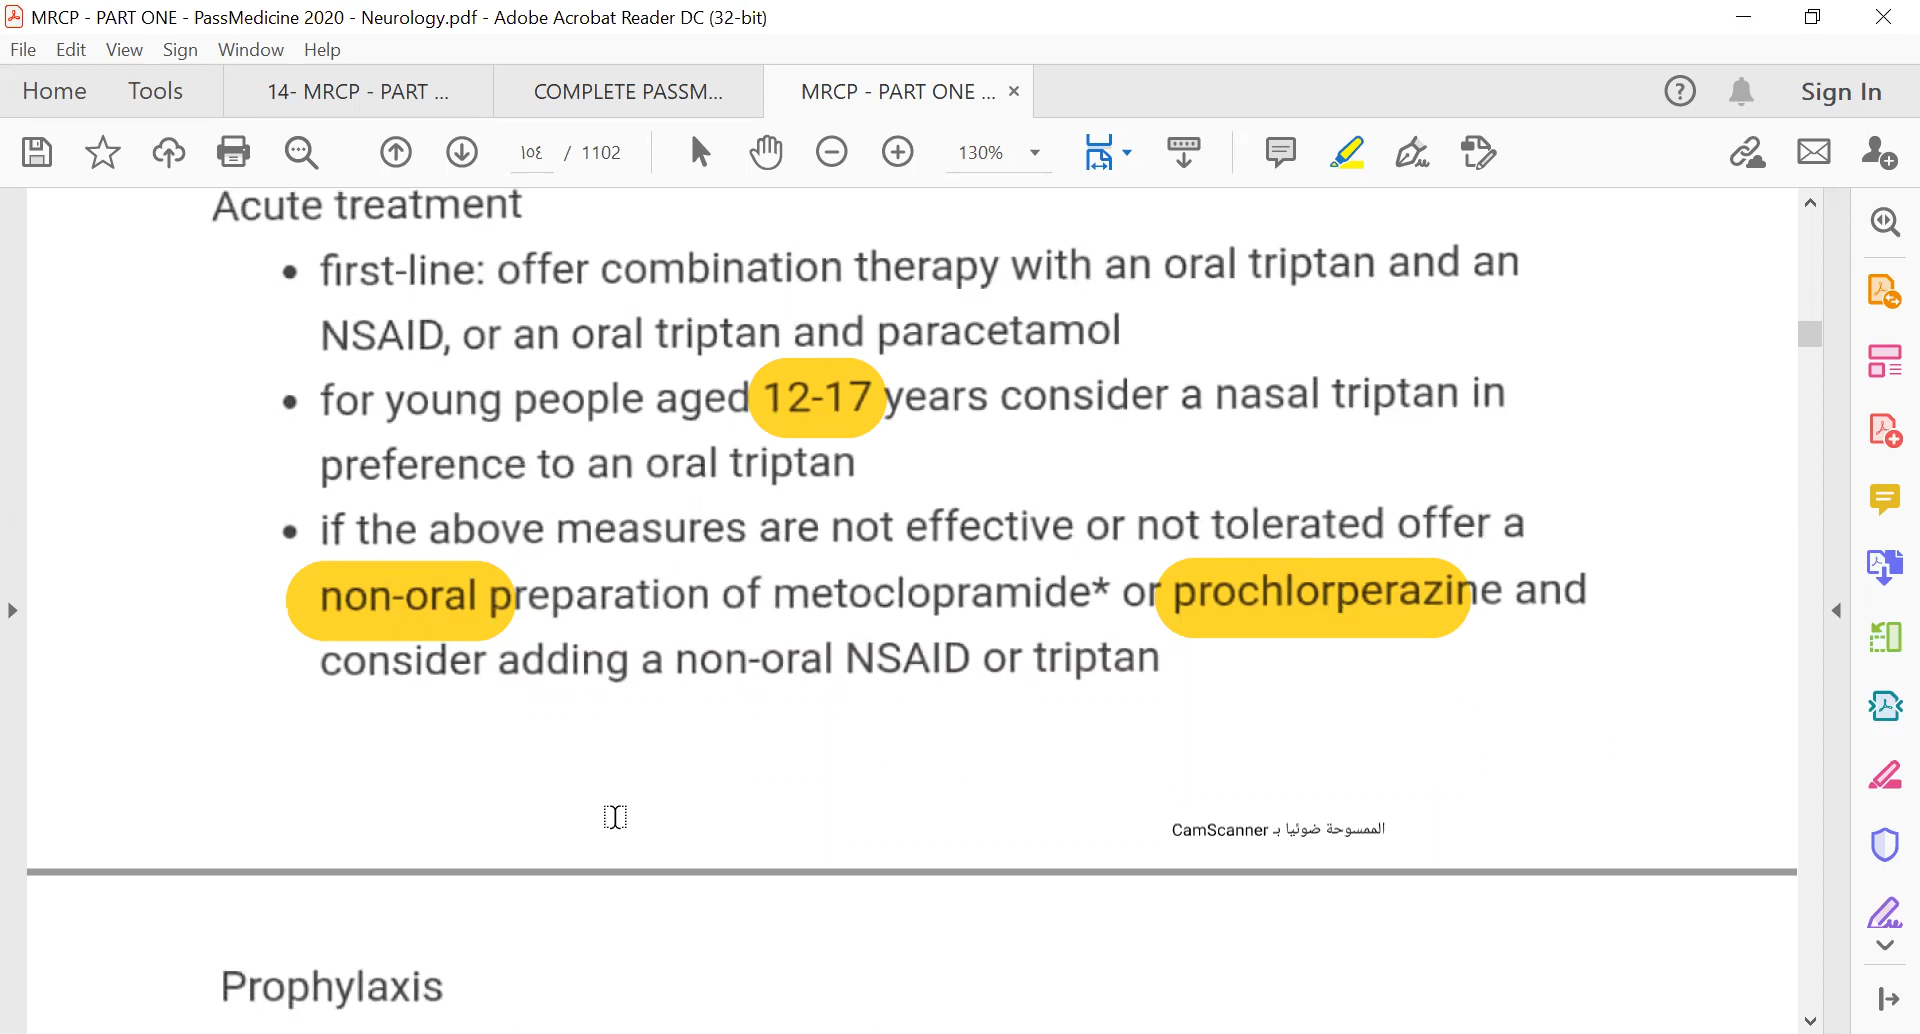 MRCP - PART ONE - PassMedicine 2020 - Neurology.pdf - Adobe Acrobat Reader DC (32-bit)
File Edit View Sign Window Help
Home Tools 14- MRCP - PART ... COMPLETE PASSM... MRCP - PART ONE ... × Sign In
١٥٤ / 1102 130%
Acute treatment
• first-line: offer combination therapy with an oral triptan and an
NSAID, or an oral triptan and paracetamol
• for young people aged 12-17 years consider a nasal triptan in
preference to an oral triptan
• if the above measures are not effective or not tolerated offer a
non-oral preparation of metoclopramide* or prochlorperazine and
consider adding a non-oral NSAID or triptan
الممسوحة ضوئيا بـ CamScanner
Prophylaxis